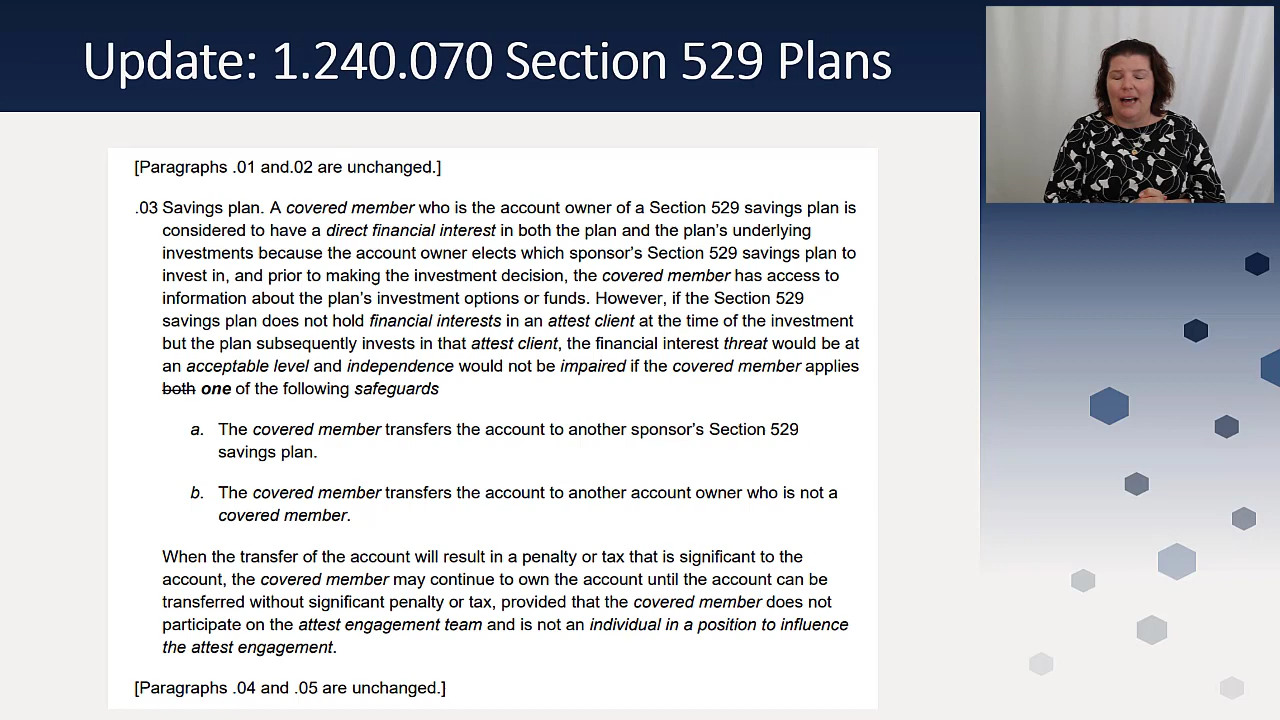 Update: 1.240.070 Section 529 Plans
[Paragraphs .01 and.02 are unchanged.]
.03 Savings plan. A covered member who is the account owner of a Section 529 savings plan is
considered to have a direct financial interest in both the plan and the plan's underlying
investments because the account owner elects which sponsor's Section 529 savings plan to
invest in, and prior to making the investment decision, the covered member has access to
information about the plan's investment options or funds. However, if the Section 529
savings plan does not hold financial interests in an attest client at the time of the investment
but the plan subsequently invests in that attest client, the financial interest threat would be at
an acceptable level and independence would not be impaired if the covered member applies
both one of the following safeguards
a. The covered member transfers the account to another sponsor's Section 529
savings plan.
b. The covered member transfers the account to another account owner who is not a
covered member.
When the transfer of the account will result in a penalty or tax that is significant to the
account, the covered member may continue to own the account until the account can be
transferred without significant penalty or tax, provided that the covered member does not
participate on the attest engagement team and is not an individual in a position to influence
the attest engagement.
[Paragraphs .04 and .05 are unchanged.]